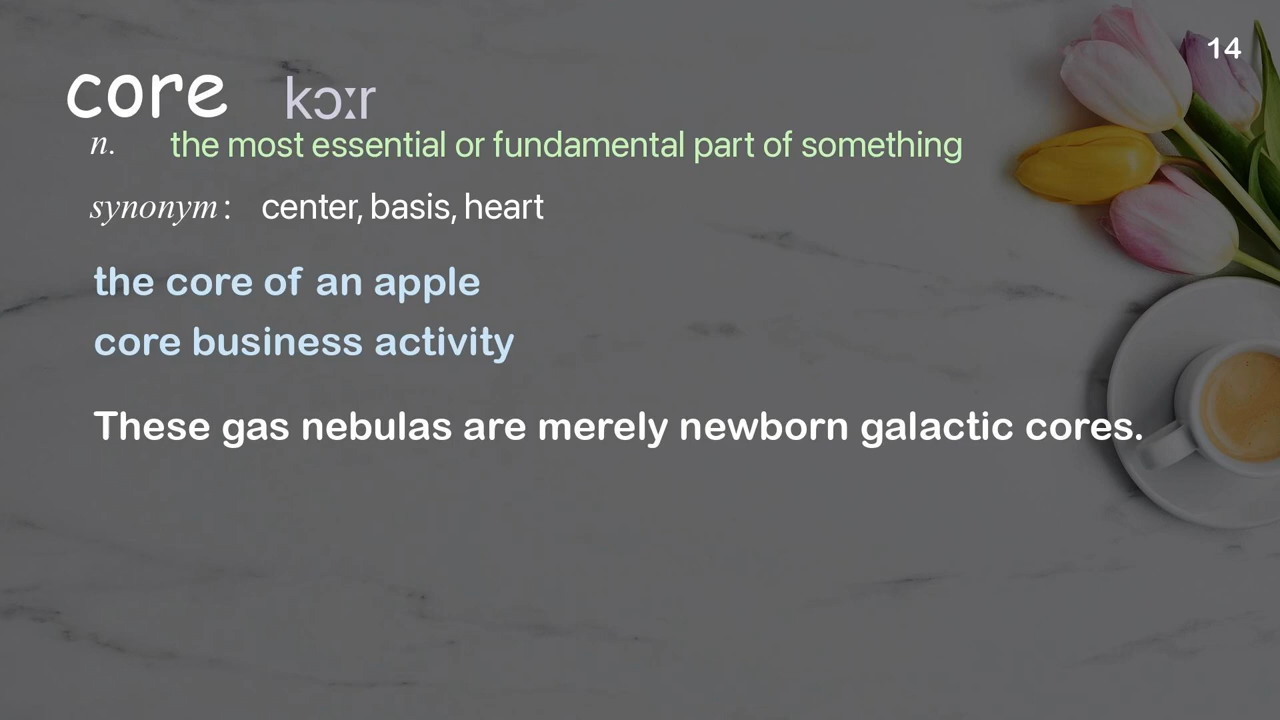 14
core kɔːr
n. the most essential or fundamental part of something
synonym: center, basis, heart
the core of an apple
core business activity
These gas nebulas are merely newborn galactic cores.